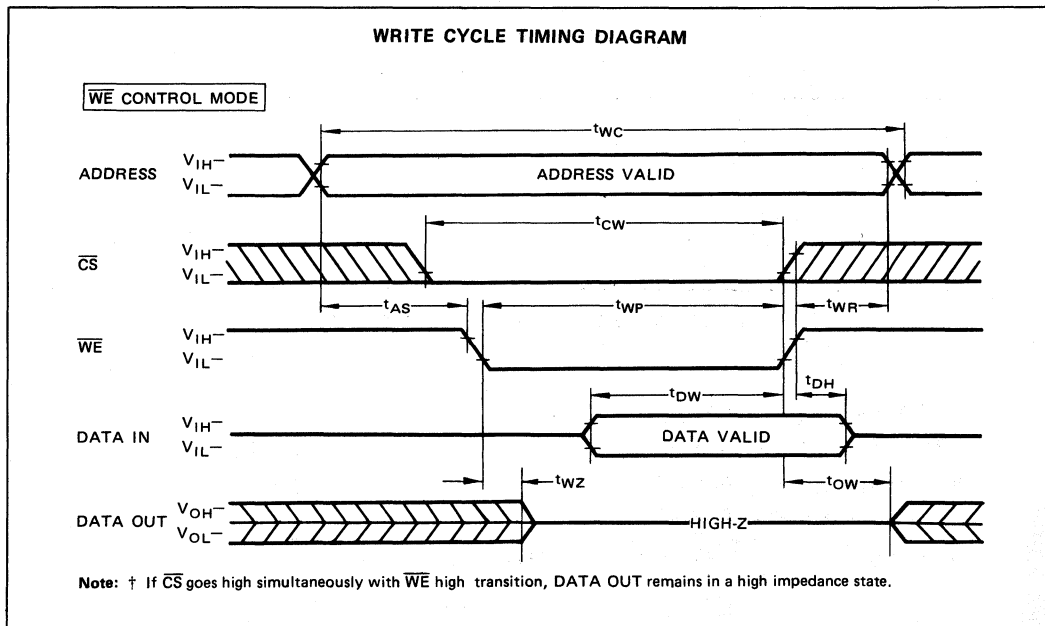 WRITE CYCLE TIMING DIAGRAM
WE CONTROL MODE
tWC
ADDRESS
VIH—
VIL—
ADDRESS VALID
tCW
CS
VIH—
VIL—
tAS
tWP
tWR
WE
VIH—
VIL—
tDW
tDH
DATA IN
VIH—
VIL—
DATA VALID
tWZ
tOW
DATA OUT
VOH—
VOL—
HIGH-Z
Note: † If CS goes high simultaneously with WE high transition, DATA OUT remains in a high impedance state.